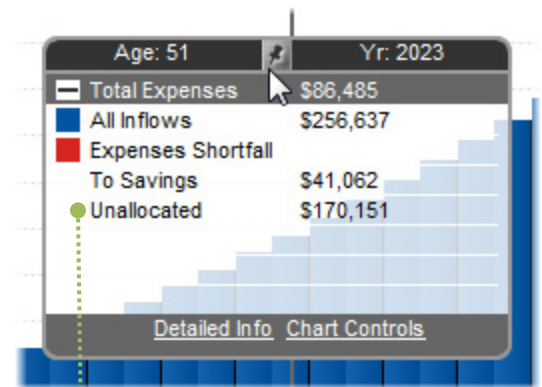 Age: 51 Yr: 2023
Total Expenses $86,485
All Inflows $256,637
Expenses Shortfall
To Savings $41,062
Unallocated $170,151
Detailed Info Chart Controls